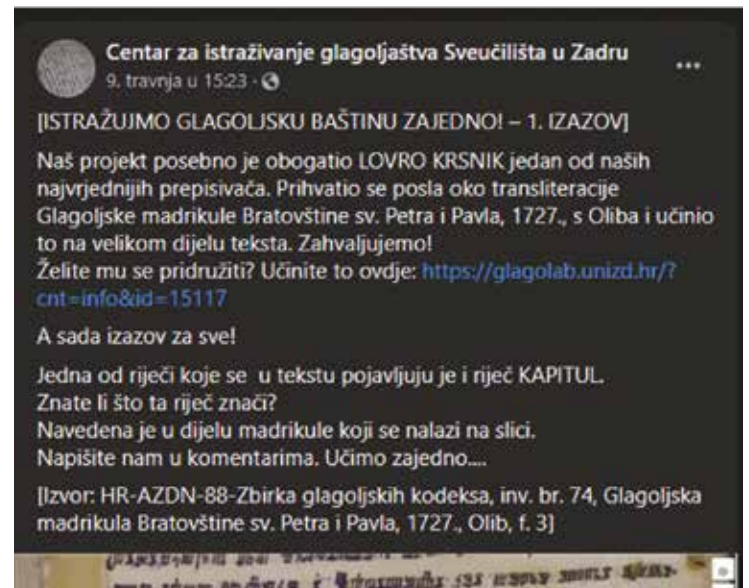 Centar za istraživanje glagoljaštva Sveučilišta u Zadru
9. travnja u 15:23 ·
[ISTRAŽUJMO GLAGOLJSKU BAŠTINU ZAJEDNO! – 1. IZAZOV]
Naš projekt posebno je obogatio LOVRO KRSNIK jedan od naših
najvrjednijih prepisivača. Prihvatio se posla oko transliteracije
Glagoljske madrikule Bratovštine sv. Petra i Pavla, 1727., s Oliba i učinio
to na velikom dijelu teksta. Zahvaljujemo!
Želite mu se pridružiti? Učinite to ovdje: https://glagolab.unizd.hr/?
cnt=info&id=15117
A sada izazov za sve!
Jedna od riječi koje se u tekstu pojavljuju je i riječ KAPITUL.
Znate li što ta riječ znači?
Navedena je u dijelu madrikule koji se nalazi na slici.
Napišite nam u komentarima. Učimo zajedno....
[Izvor: HR-AZDN-88-Zbirka glagoljskih kodeksa, inv. br. 74, Glagoljska
madrikula Bratovštine sv. Petra i Pavla, 1727., Olib, f. 3]